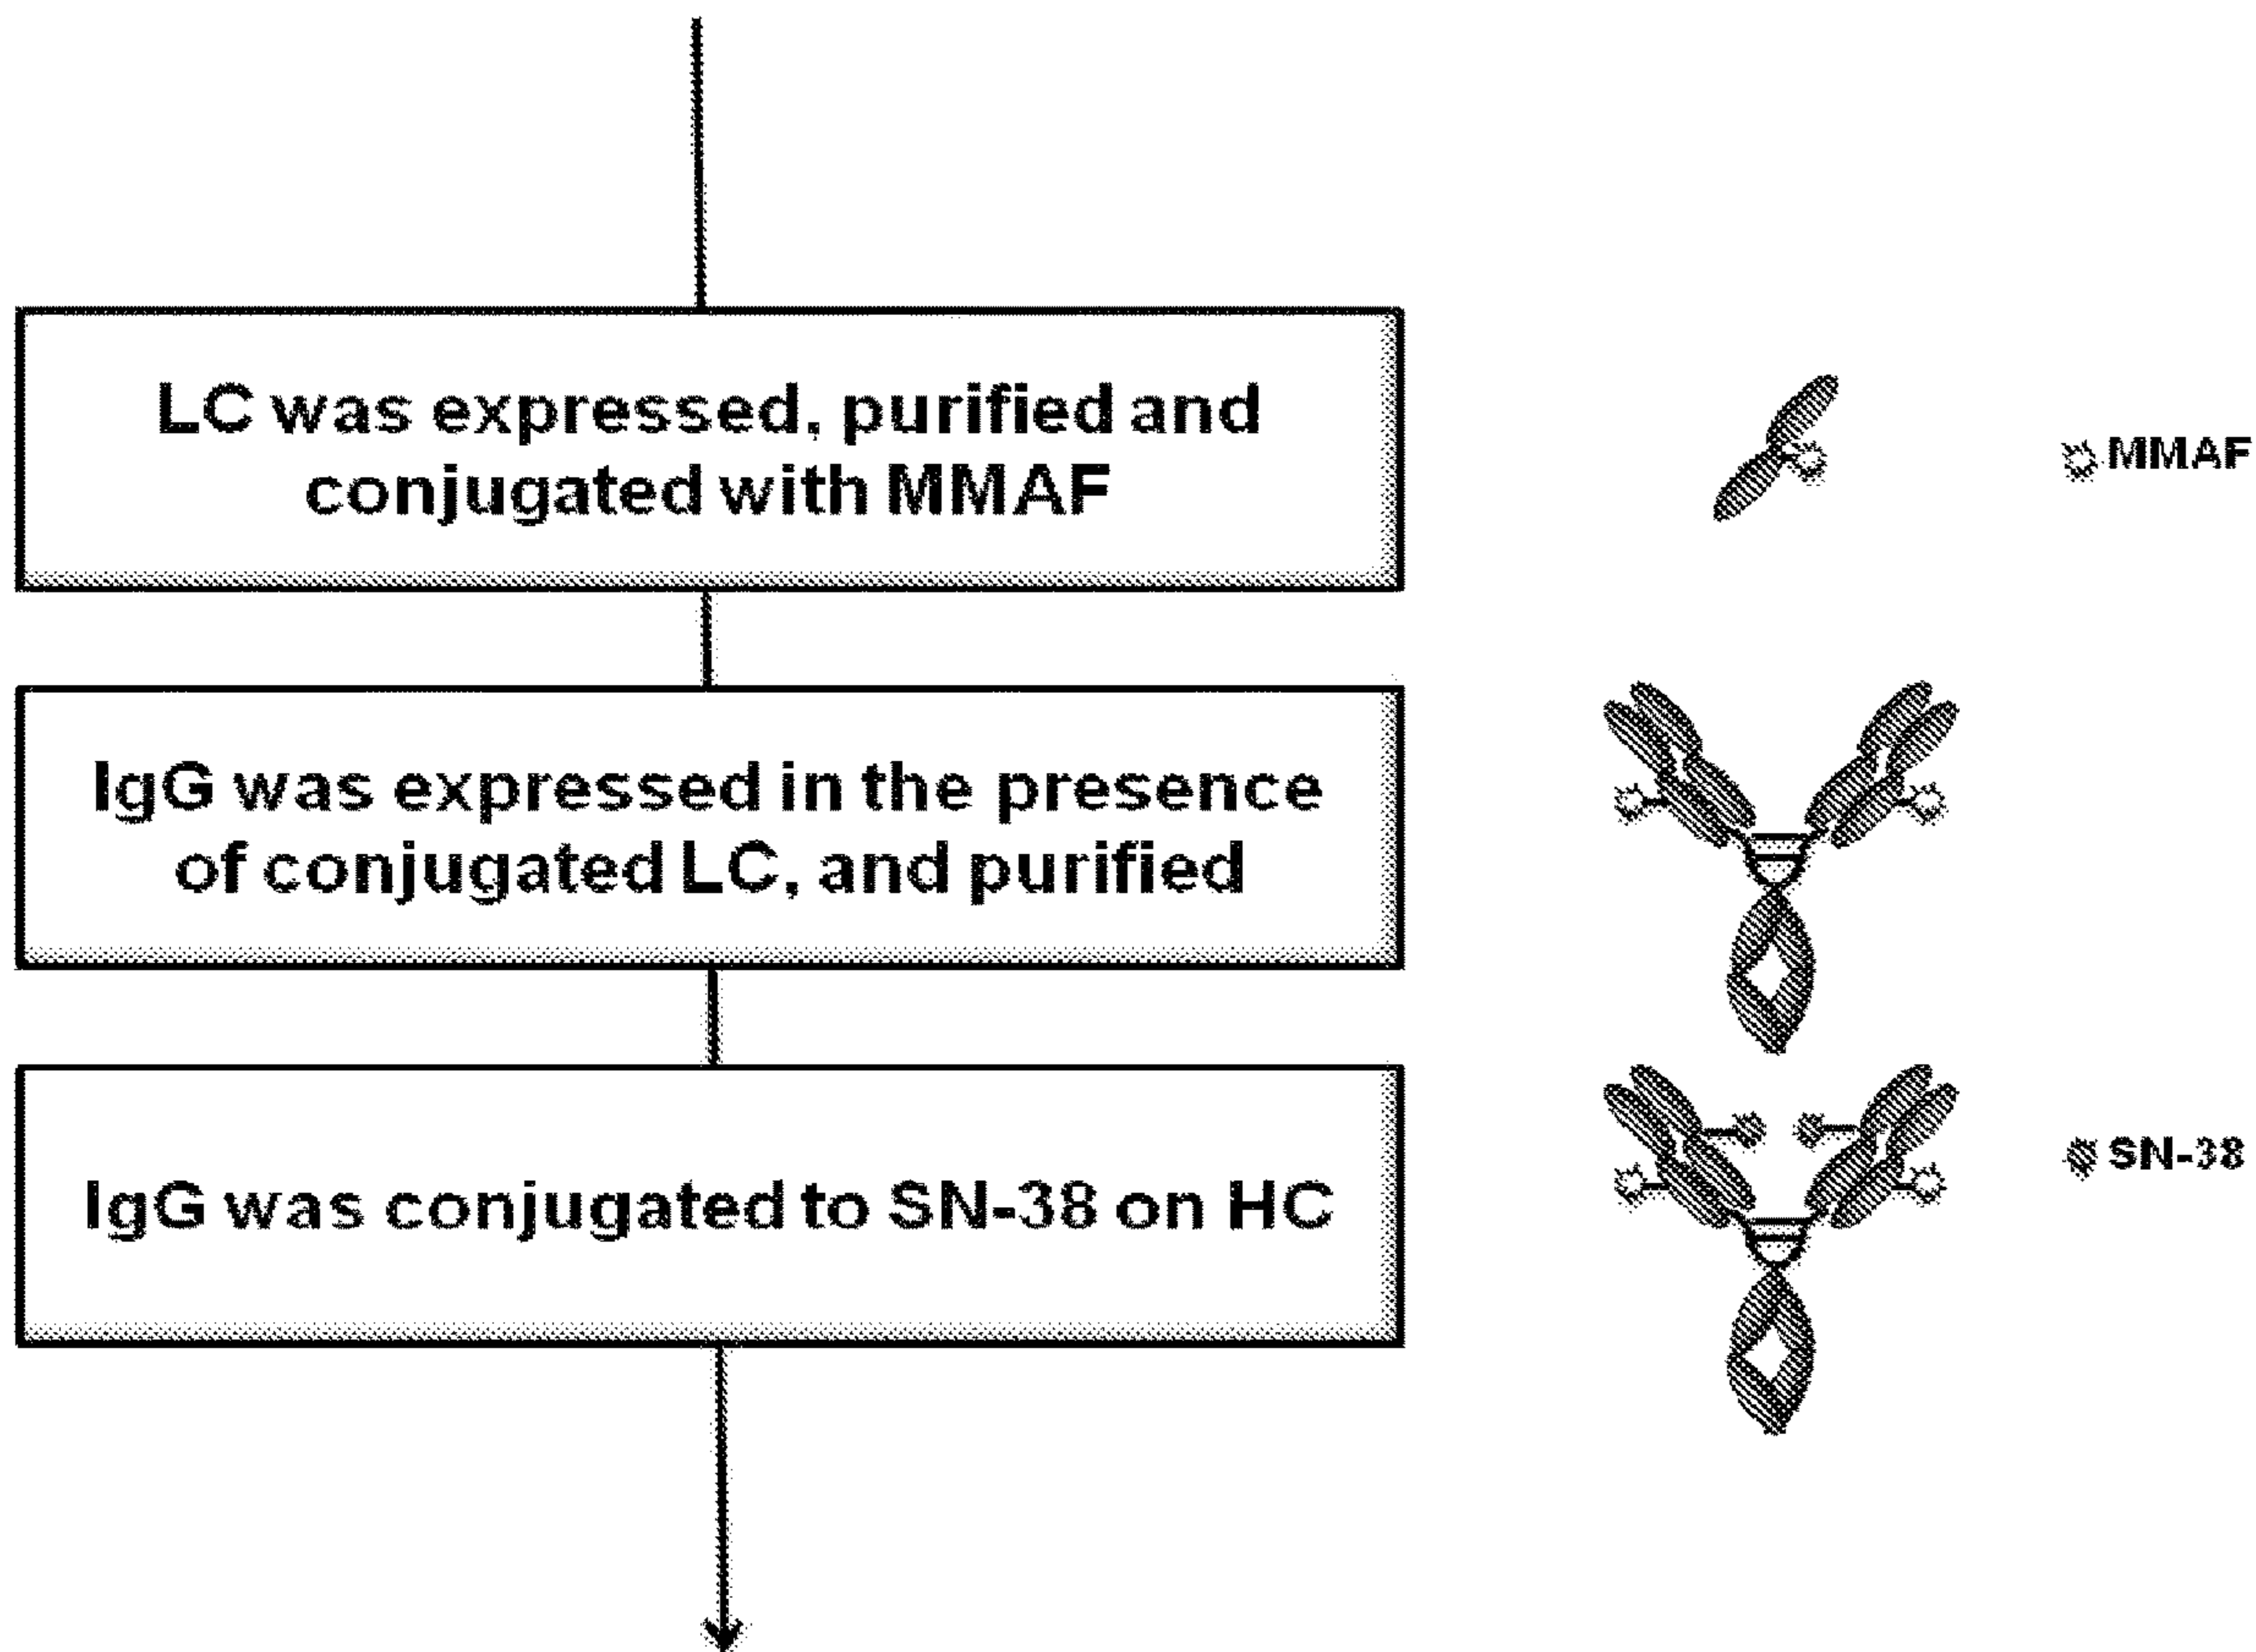 LC was expressed, purified and
conjugated with MMAF
MMAF
IgG was expressed in the presence
of conjugated LC, and purified
IgG was conjugated to SN-38 on HC
SN-38